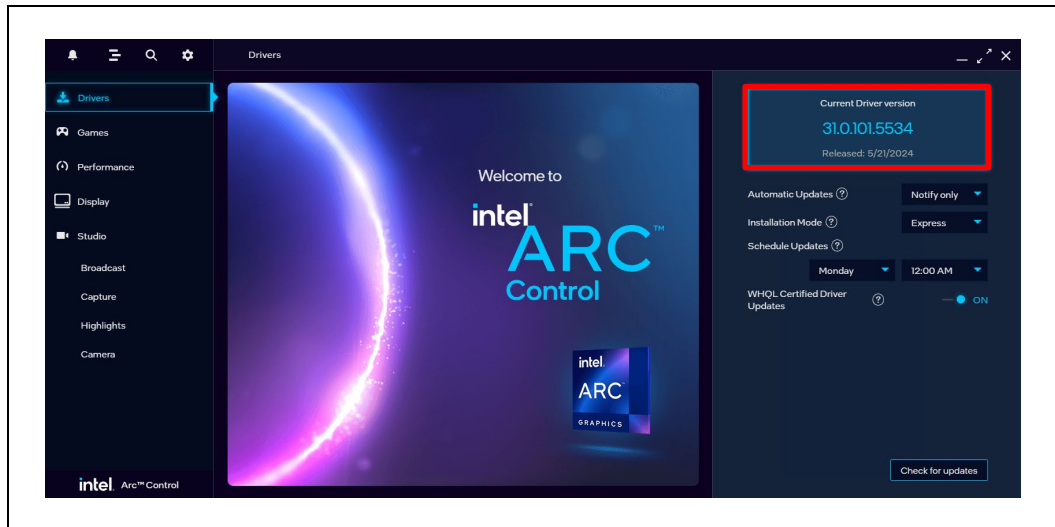 Drivers
Drivers
Games
Performance
Display
Studio
Broadcast
Capture
Highlights
Camera
intel. Arc™ Control
Welcome to
intel
ARC™
Control
intel
ARC
GRAPHICS
Current Driver version
31.0.101.5534
Released: 5/21/2024
Automatic Updates ? Notify only
Installation Mode ? Express
Schedule Updates ?
Monday 12:00 AM
WHQL Certified Driver
Updates ? ON
Check for updates